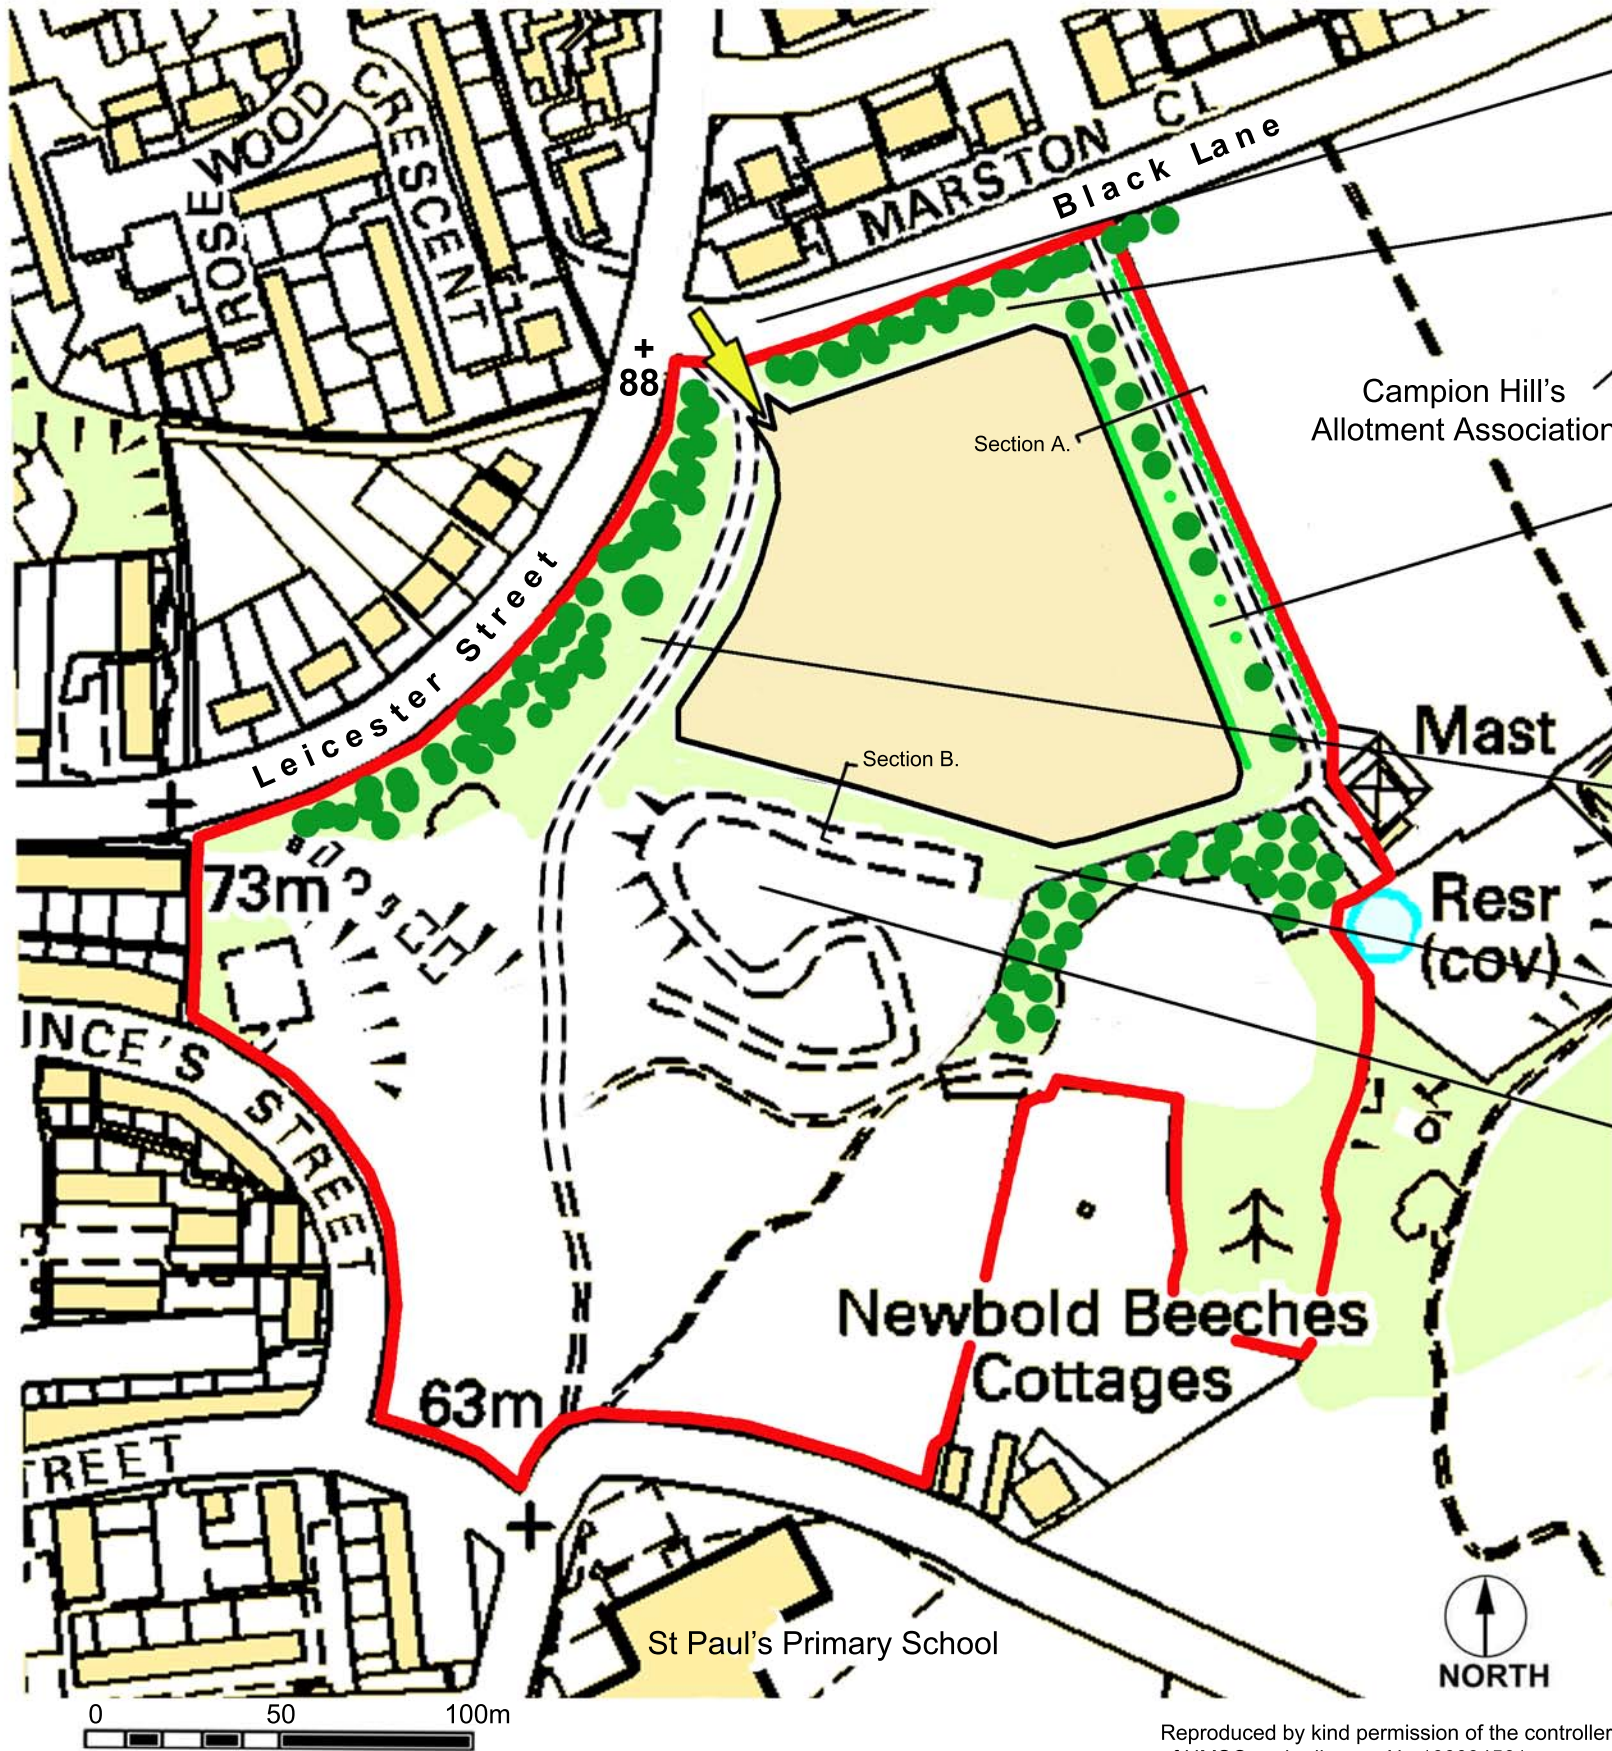 ROSE WOOD CRESCENT
MARSTON CL
Black Lane
+
88
Campion Hill's
Allotment Association
Section A.
Leicester Street
Section B.
Mast
73m
Resr
(cov)
INCE'S STREET
Newbold Beeches
Cottages
63m
TREET
St Paul's Primary School
NORTH
0 50 100m
Reproduced by kind permission of the controller